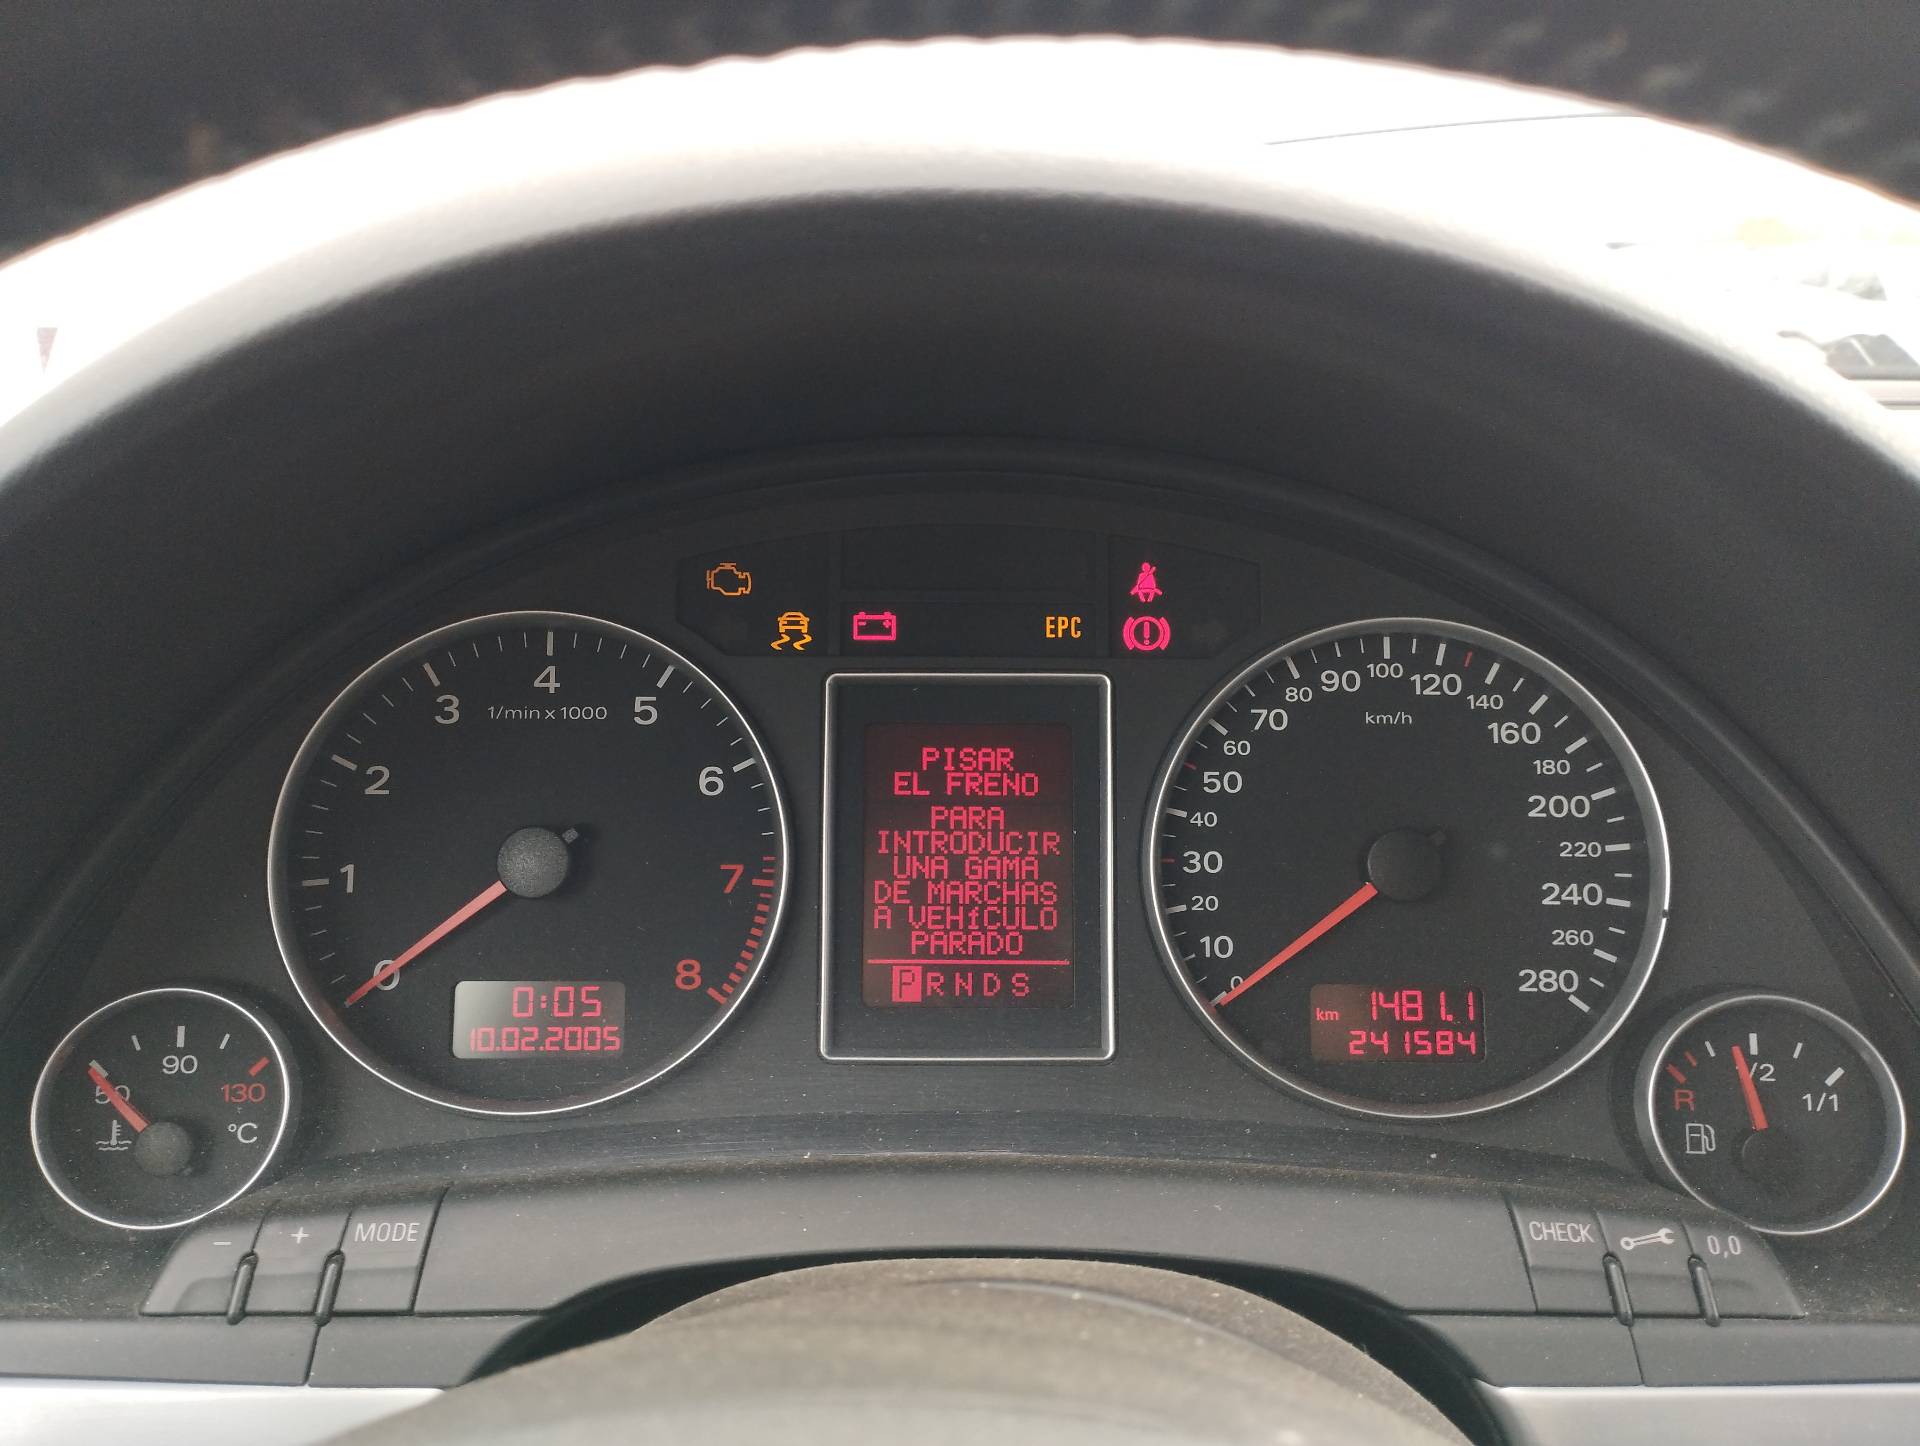 EPC
1/min x 1000
0
1
2
3
4
5
6
7
8
0:05
10.02.2005
PISAR
EL FRENO
PARA
INTRODUCIR
UNA GAMA
DE MARCHAS
A VEHíCULO
PARADO
P R N D S
km/h
0
10
20
30
40
50
60
70
80
90
100
120
140
160
180
200
220
240
260
280
km 1481.1
241584
50
90
130
°C
R
1/2
1/1
- + MODE
CHECK 0,0